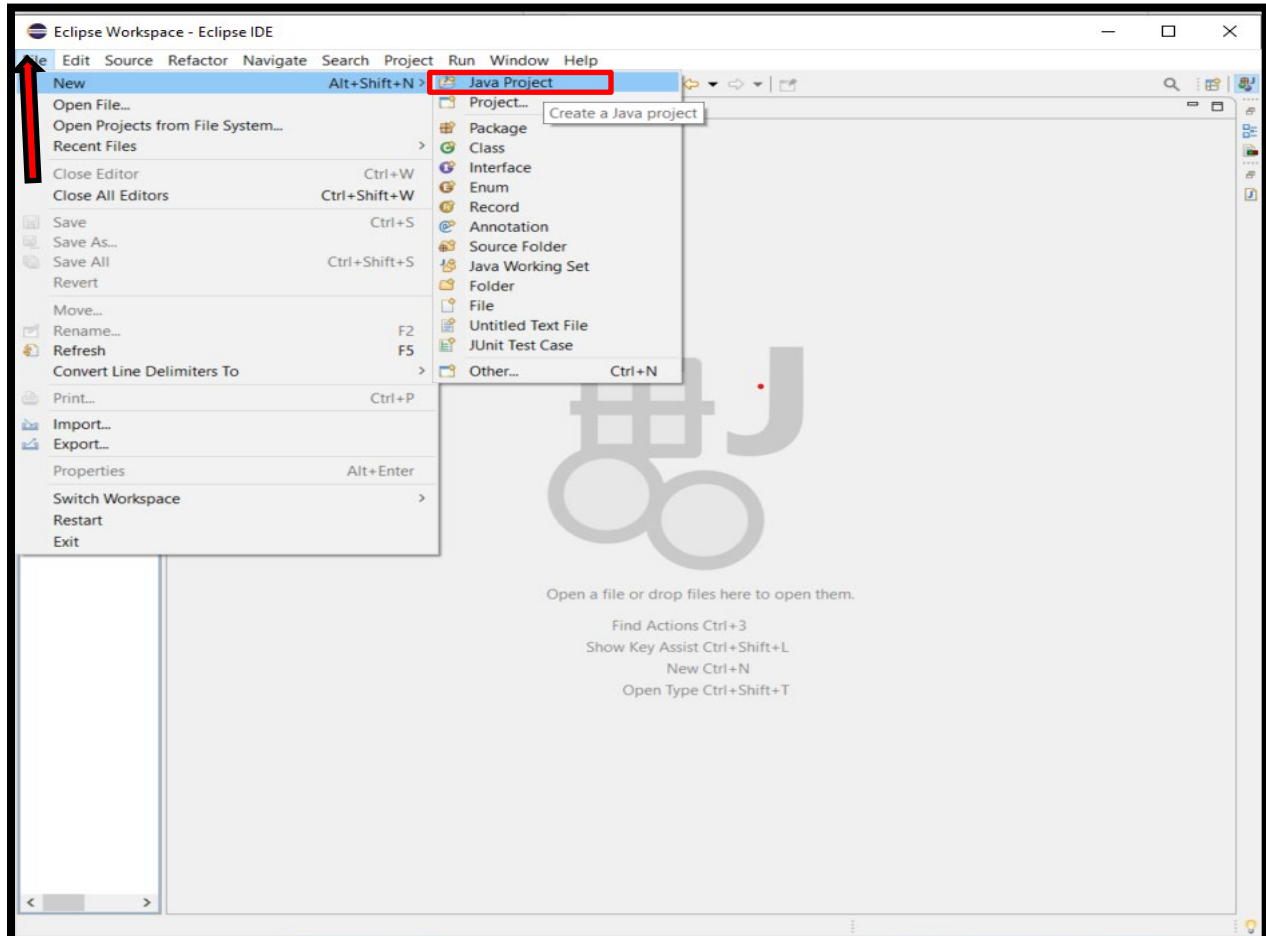 Eclipse Workspace - Eclipse IDE
File Edit Source Refactor Navigate Search Project Run Window Help
New Alt+Shift+N >
Open File...
Open Projects from File System...
Recent Files >
Close Editor Ctrl+W
Close All Editors Ctrl+Shift+W
Save Ctrl+S
Save As...
Save All Ctrl+Shift+S
Revert
Move...
Rename... F2
Refresh F5
Convert Line Delimiters To >
Print... Ctrl+P
Import...
Export...
Properties Alt+Enter
Switch Workspace >
Restart
Exit
Java Project
Project...
Create a Java project
Package
Class
Interface
Enum
Record
Annotation
Source Folder
Java Working Set
Folder
File
Untitled Text File
JUnit Test Case
Other... Ctrl+N
Open a file or drop files here to open them.
Find Actions Ctrl+3
Show Key Assist Ctrl+Shift+L
New Ctrl+N
Open Type Ctrl+Shift+T